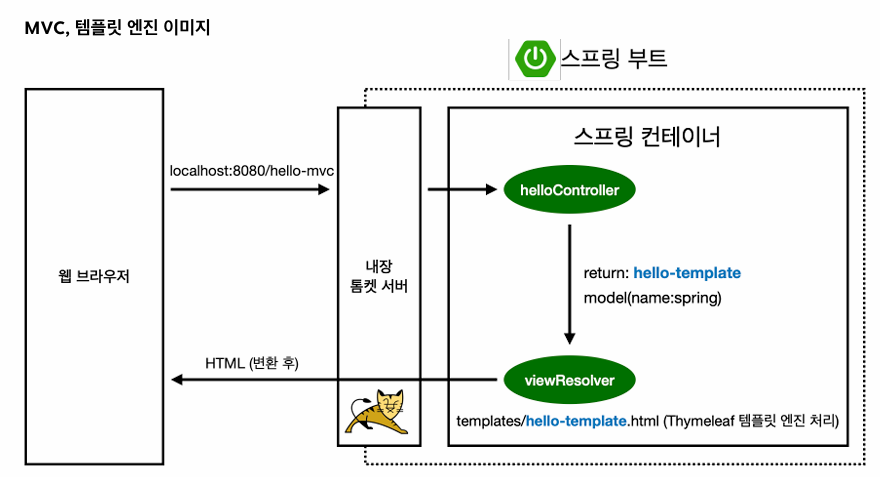 MVC, 템플릿 엔진 이미지
스프링 부트
스프링 컨테이너
localhost:8080/hello-mvc
helloController
웹 브라우저
내장
톰켓 서버
return: hello-template
model(name:spring)
HTML (변환 후)
viewResolver
templates/hello-template.html (Thymeleaf 템플릿 엔진 처리)